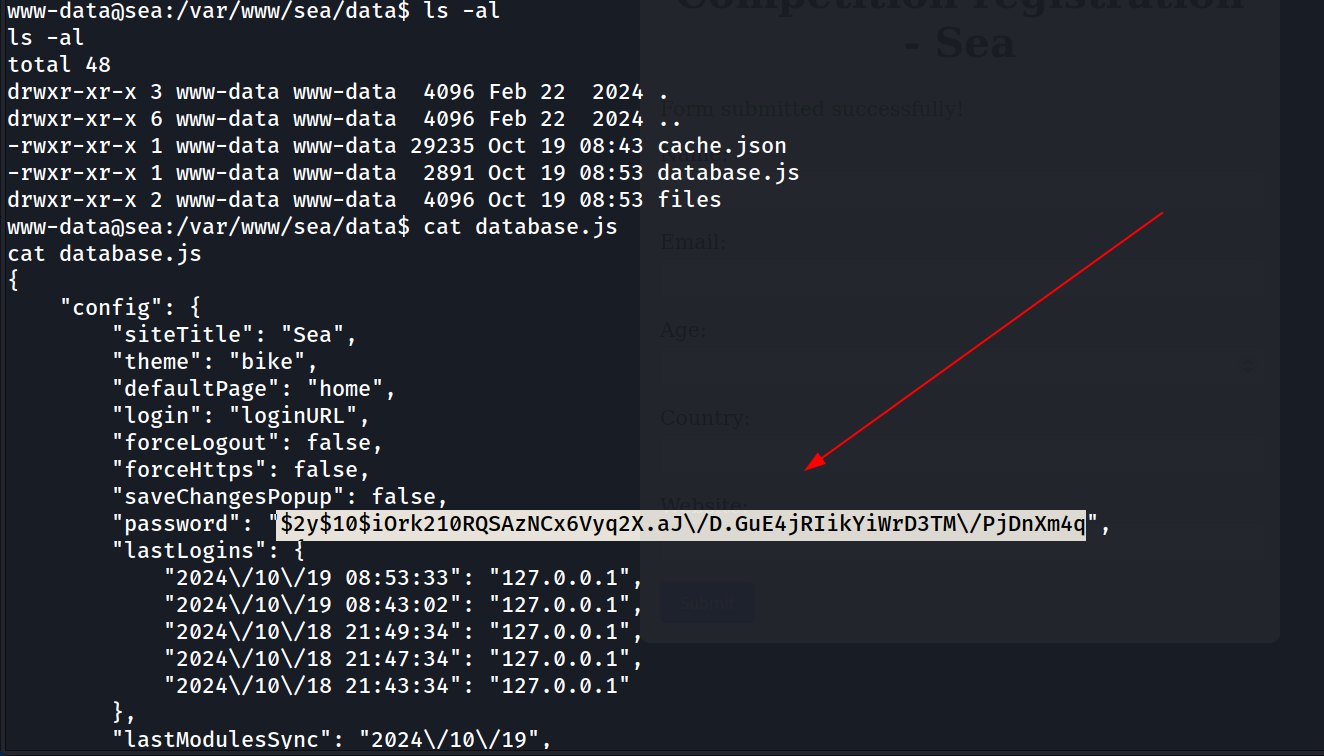 www-data@sea:/var/www/sea/data$ ls -al
ls -al
total 48
drwxr-xr-x 3 www-data www-data  4096 Feb 22  2024 .
drwxr-xr-x 6 www-data www-data  4096 Feb 22  2024 ..
-rwxr-xr-x 1 www-data www-data 29235 Oct 19 08:43 cache.json
-rwxr-xr-x 1 www-data www-data  2891 Oct 19 08:53 database.js
drwxr-xr-x 2 www-data www-data  4096 Oct 19 08:53 files
www-data@sea:/var/www/sea/data$ cat database.js
cat database.js
{
    "config": {
        "siteTitle": "Sea",
        "theme": "bike",
        "defaultPage": "home",
        "login": "loginURL",
        "forceLogout": false,
        "forceHttps": false,
        "saveChangesPopup": false,
        "password": "$2y$10$iOrk210RQSAzNCx6Vyq2X.aJ\/D.GuE4jRIikYiWrD3TM\/PjDnXm4q",
        "lastLogins": {
            "2024\/10\/19 08:53:33": "127.0.0.1",
            "2024\/10\/19 08:43:02": "127.0.0.1",
            "2024\/10\/18 21:49:34": "127.0.0.1",
            "2024\/10\/18 21:47:34": "127.0.0.1",
            "2024\/10\/18 21:43:34": "127.0.0.1"
        },
        "lastModulesSync": "2024\/10\/19",
Competition registration
- Sea
Form submitted successfully!
Name:
Email:
Age:
Country:
Website:
Submit